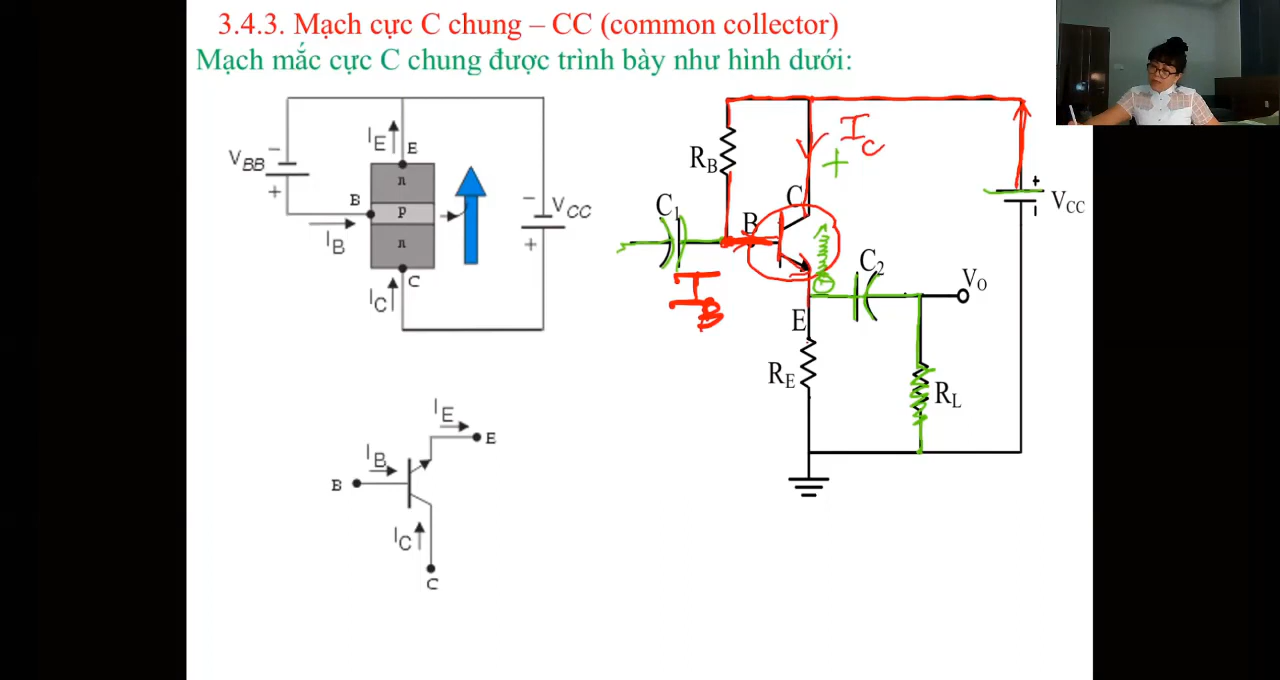 3.4.3. Mạch cực C chung – CC (common collector)
Mạch mắc cực C chung được trình bày như hình dưới:
I_E
E
V_BB
−
+
n
B
p
n
I_B
I_C
C
−
V_CC
+
I_E
E
I_B
B
I_C
C
R_B
I_C
+
C
C_1
B
I_B
C_2
V_O
E
R_E
R_L
+
V_CC
-